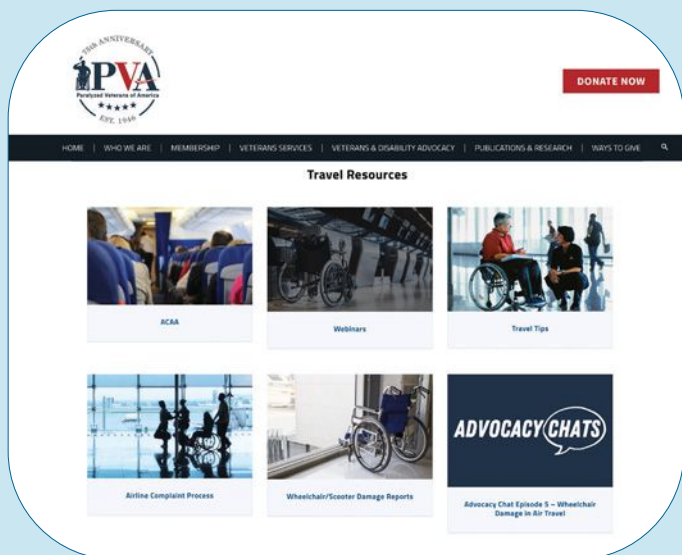 75th ANNIVERSARY
PVA
Paralyzed Veterans of America
EST. 1946
DONATE NOW
HOME | WHO WE ARE | MEMBERSHIP | VETERANS SERVICES | VETERANS & DISABILITY ADVOCACY | PUBLICATIONS & RESEARCH | WAYS TO GIVE
Travel Resources
ACAA
Webinars
Travel Tips
ADVOCACY CHATS
Airline Complaint Process
Wheelchair/Scooter Damage Reports
Advocacy Chat Episode 5 – Wheelchair
Damage in Air Travel